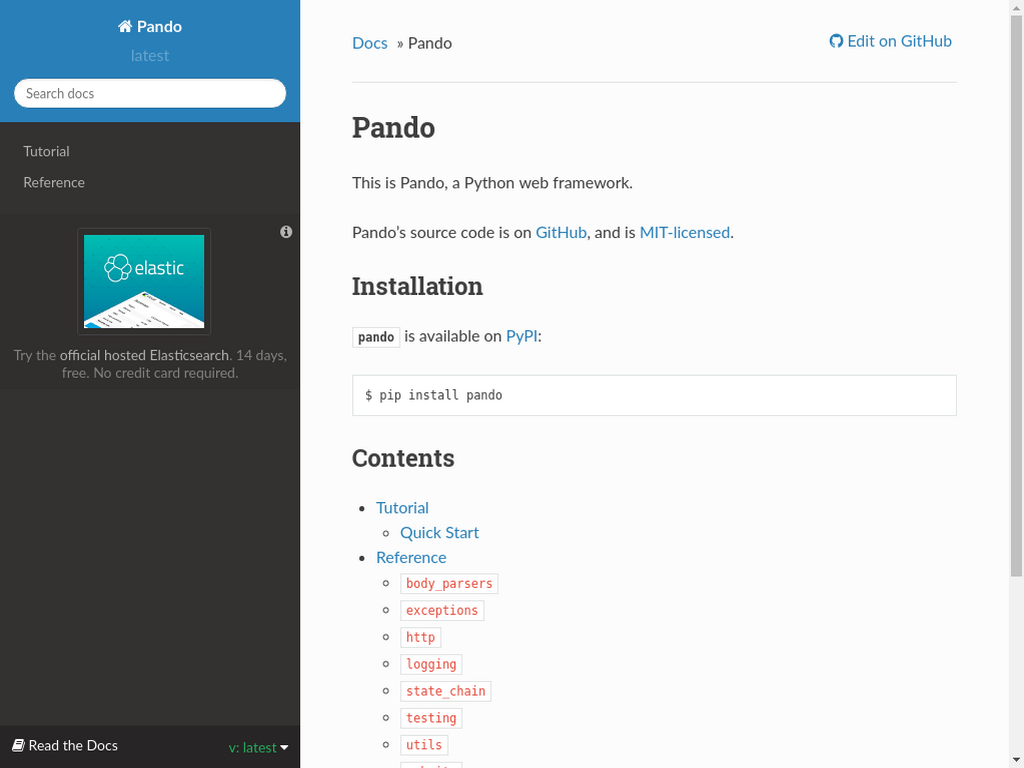 Pando
latest
Search docs
Tutorial
Reference
elastic
Try the official hosted Elasticsearch. 14 days,
free. No credit card required.
Read the Docs
v: latest
Docs » Pando
Edit on GitHub
Pando
This is Pando, a Python web framework.
Pando’s source code is on GitHub, and is MIT-licensed.
Installation
pando is available on PyPI:
$ pip install pando
Contents
Tutorial
Quick Start
Reference
body_parsers
exceptions
http
logging
state_chain
testing
utils